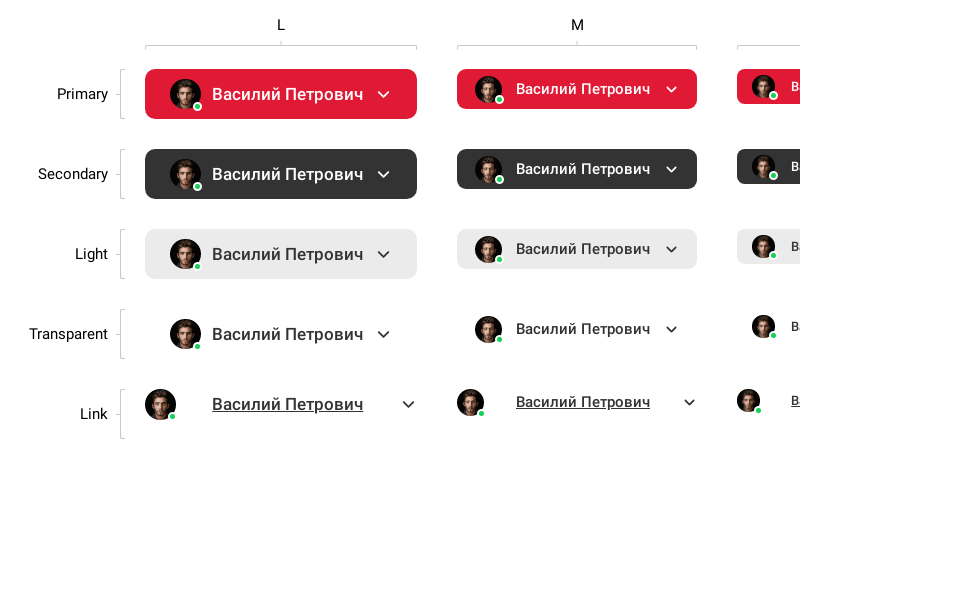 L M
Primary Василий Петрович Василий Петрович
Secondary Василий Петрович Василий Петрович
Light Василий Петрович Василий Петрович
Transparent Василий Петрович Василий Петрович
Link Василий Петрович Василий Петрович